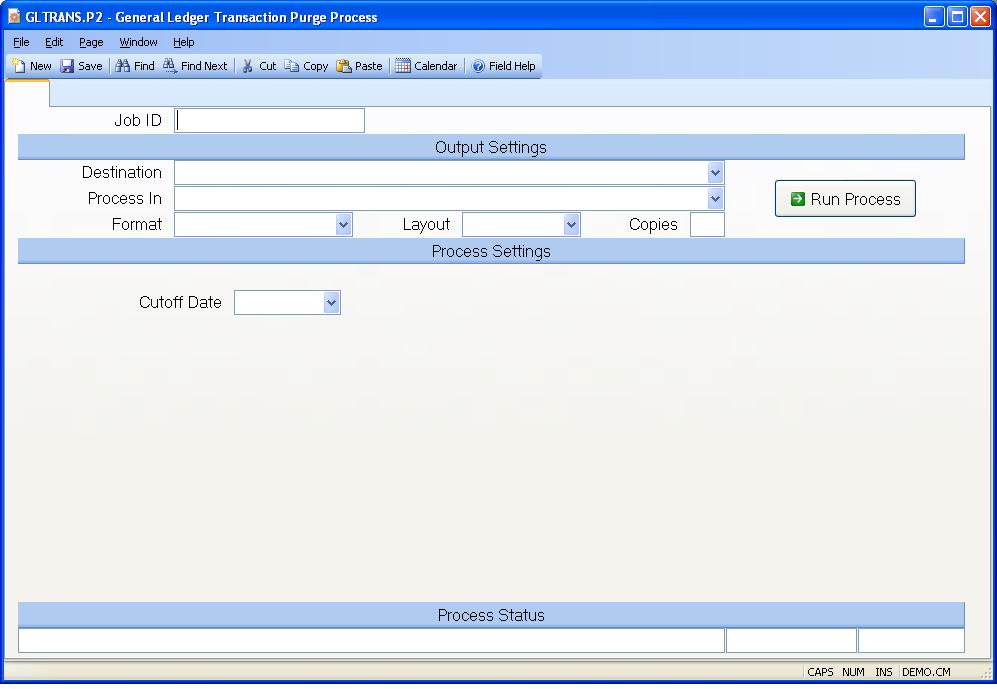 GLTRANS.P2 - General Ledger Transaction Purge Process
File Edit Page Window Help
New Save Find Find Next Cut Copy Paste Calendar Field Help
Job ID
Output Settings
Destination
Process In
Run Process
Format Layout Copies
Process Settings
Cutoff Date
Process Status
CAPS NUM INS DEMO.CM